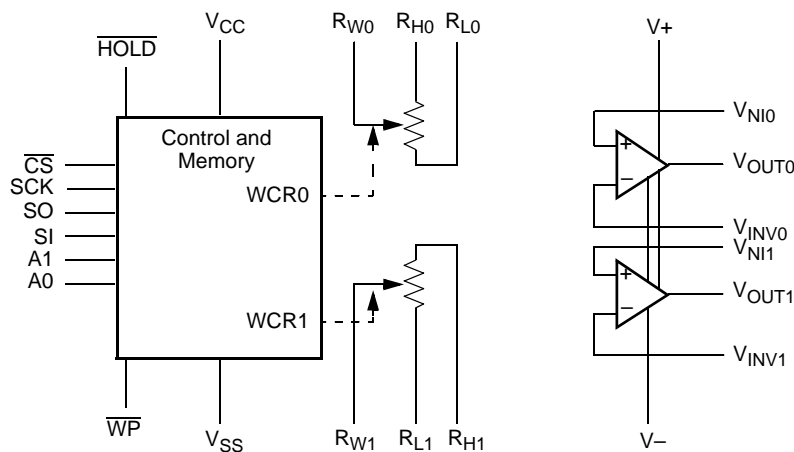 HOLD
VCC
RW0
RH0
RL0
V+
Control and
Memory
CS
SCK
SO
SI
A1
A0
WCR0
WCR1
WP
VSS
RW1
RL1
RH1
+
−
VNI0
VOUT0
VINV0
VNI1
+
−
VOUT1
VINV1
V−